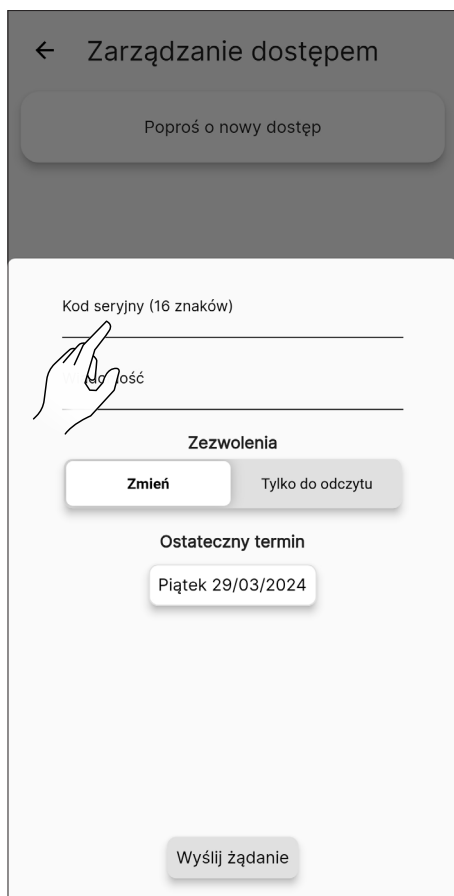 Zarządzanie dostępem
Poproś o nowy dostęp
Kod seryjny (16 znaków)
Zezwolenia
Zmień Tylko do odczytu
Ostateczny termin
Piątek 29/03/2024
Wyślij żądanie